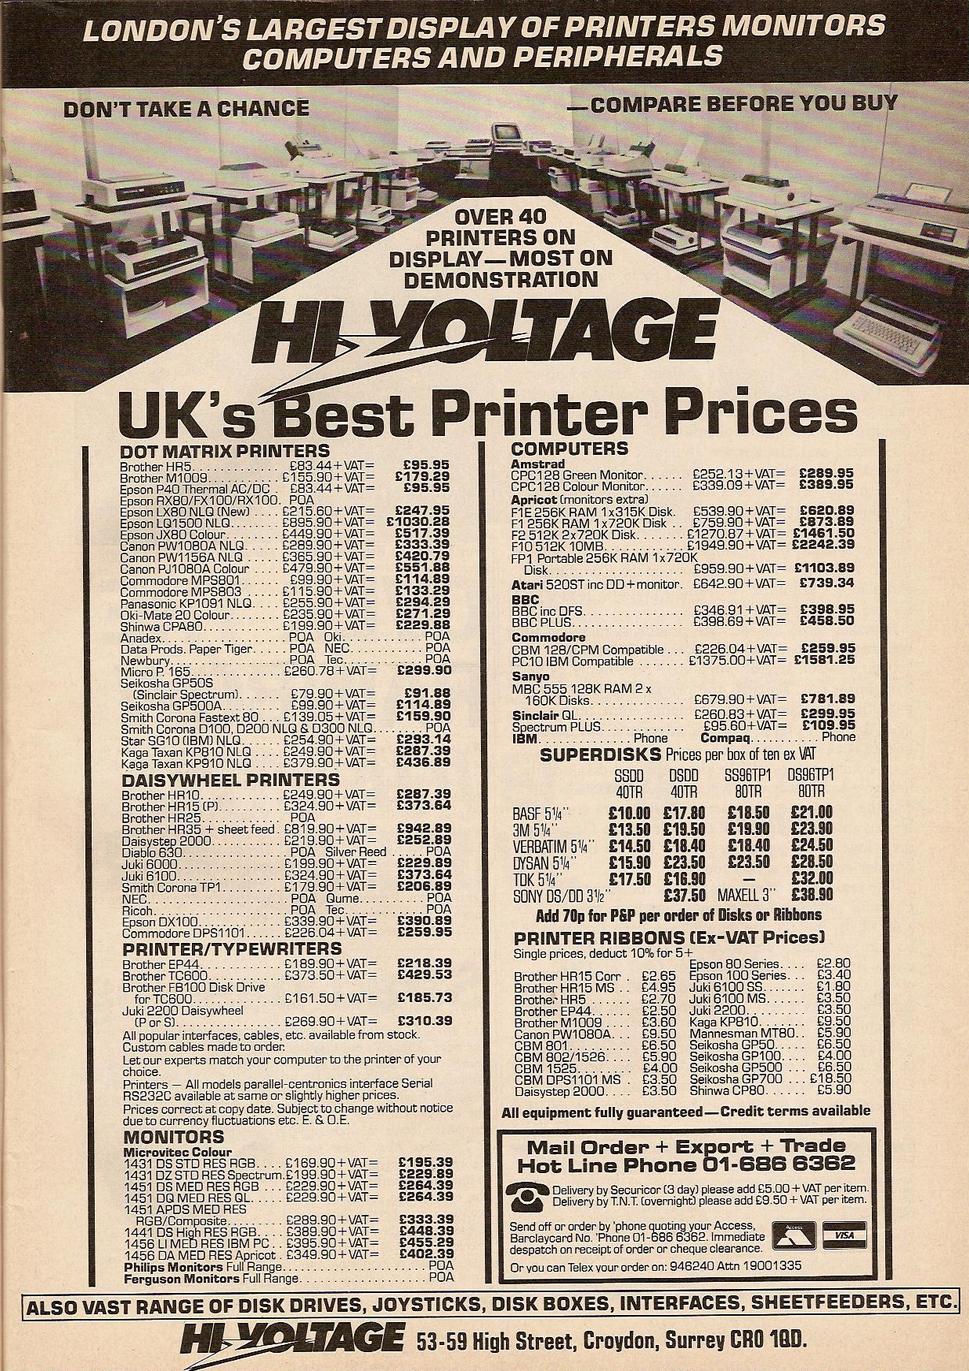 LONDON'S LARGEST DISPLAY OF PRINTERS MONITORS
COMPUTERS AND PERIPHERALS
DON'T TAKE A CHANCE
—COMPARE BEFORE YOU BUY
OVER 40
PRINTERS ON
DISPLAY—MOST ON
DEMONSTRATION
HI VOLTAGE
UK's Best Printer Prices
DOT MATRIX PRINTERS
Brother HR5............ £83.44+VAT= £95.95
Brother M1009.......... £155.90+VAT= £179.29
Epson P40 Thermal AC/DC. £83.44+VAT= £95.95
Epson RX80/FX100/RX100. POA
Epson LX80 NLQ (New) .... £215.60+VAT= £247.95
Epson LQ1500 NLQ....... £895.90+VAT= £1030.28
Epson JX80 Colour....... £449.90+VAT= £517.39
Canon PW1080A NLQ ..... £289.90+VAT= £333.39
Canon PW1156A NLQ ..... £365.90+VAT= £420.79
Canon PJ1080A Colour .... £479.90+VAT= £551.88
Commodore MPS801....... £99.90+VAT= £114.89
Commodore MPS803 ...... £115.90+VAT= £133.29
Panasonic KP1091 NLQ.... £255.90+VAT= £294.29
Oki-Mate 20 Colour....... £235.90+VAT= £271.29
Shinwa CPA80........... £199.90+VAT= £229.88
Anadex................. POA Oki............. POA
Data Prods. Paper Tiger..... POA NEC............. POA
Newbury................ POA Tec.............. POA
Micro P. 165............ £260.78+VAT= £299.90
Seikosha GP50S
(Sinclair Spectrum)...... £79.90+VAT= £91.88
Seikosha GP500A........ £99.90+VAT= £114.89
Smith Corona Fastext 80 ... £139.05+VAT= £159.90
Smith Corona D100, D200 NLQ & D300 NLQ........ POA
Star SG10 (IBM) NLQ...... £254.90+VAT= £293.14
Kaga Taxan KP810 NLQ ... £249.90+VAT= £287.39
Kaga Taxan KP910 NLQ ... £379.90+VAT= £436.89
DAISYWHEEL PRINTERS
Brother HR10........... £249.90+VAT= £287.39
Brother HR15 (P)........ £324.90+VAT= £373.64
Brother HR25........... POA
Brother HR35 + sheet feed . £819.90+VAT= £942.89
Daisystep 2000.......... £219.90+VAT= £252.89
Diablo 630.............. POA Silver Reed ...... POA
Juki 6000.............. £199.90+VAT= £229.89
Juki 6100.............. £324.90+VAT= £373.64
Smith Corona TP1........ £179.90+VAT= £206.89
NEC................... POA Qume............ POA
Ricoh.................. POA Tec.............. POA
Epson DX100........... £339.90+VAT= £390.89
Commodore DPS1101..... £226.04+VAT= £259.95
PRINTER/TYPEWRITERS
Brother EP44........... £189.90+VAT= £218.39
Brother TC600.......... £373.50+VAT= £429.53
Brother FB100 Disk Drive
for TC600............. £161.50+VAT= £185.73
Juki 2200 Daisywheel
(P or S).............. £269.90+VAT= £310.39
All popular interfaces, cables, etc. available from stock.
Custom cables made to order.
Let our experts match your computer to the printer of your
choice.
Printers — All models parallel-centronics interface Serial
RS232C available at same or slightly higher prices.
Prices correct at copy date. Subject to change without notice
due to currency fluctuations etc. E. & O.E.
MONITORS
Microvitec Colour
1431 DS STD RES RGB.... £169.90+VAT= £195.39
1431 DZ STD RES Spectrum. £199.90+VAT= £229.89
1451 DS MED RES RGB ... £229.90+VAT= £264.39
1451 DQ MED RES QL.... £229.90+VAT= £264.39
1451 APDS MED RES
RGB/Composite......... £289.90+VAT= £333.39
1441 DS High RES RGB.... £389.90+VAT= £448.39
1456 LI MED RES IBM PC... £395.90+VAT= £455.29
1456 DA MED RES Apricot . £349.90+VAT= £402.39
Philips Monitors Full Range...................... POA
Ferguson Monitors Full Range................... POA
COMPUTERS
Amstrad
CPC128 Green Monitor...... £252.13+VAT= £289.95
CPC128 Colour Monitor..... £339.09+VAT= £389.95
Apricot (monitors extra)
F1E 256K RAM 1x315K Disk. £539.90+VAT= £620.89
F1 256K RAM 1x720K Disk .. £759.90+VAT= £873.89
F2 512K 2x720K Disk....... £1270.87+VAT= £1461.50
F10 512K 10MB............ £1949.90+VAT= £2242.39
FP1 Portable 256K RAM 1x720K
Disk.................... £959.90+VAT= £1103.89
Atari 520ST inc DD+monitor. £642.90+VAT= £739.34
BBC
BBC inc DFS.............. £346.91+VAT= £398.95
BBC PLUS................ £398.69+VAT= £458.50
Commodore
CBM 128/CPM Compatible ... £226.04+VAT= £259.95
PC10 IBM Compatible ....... £1375.00+VAT= £1581.25
Sanyo
MBC 555 128K RAM 2 x
160K Disks............... £679.90+VAT= £781.89
Sinclair QL................ £260.83+VAT= £299.95
Spectrum PLUS............ £95.60+VAT= £109.95
IBM................ Phone Compaq........... Phone
SUPERDISKS Prices per box of ten ex VAT
SSDD DSDD SS96TP1 DS96TP1
40TR 40TR 80TR 80TR
BASF 5¼'' £10.00 £17.80 £18.50 £21.00
3M 5¼'' £13.50 £19.50 £19.90 £23.90
VERBATIM 5¼'' £14.50 £18.40 £18.40 £24.50
DYSAN 5¼'' £15.90 £23.50 £23.50 £28.50
TDK 5¼'' £17.50 £16.90 — £32.00
SONY DS/DD 3½'' £37.50 MAXELL 3'' £38.90
Add 70p for P&P per order of Disks or Ribbons
PRINTER RIBBONS (Ex-VAT Prices)
Single prices, deduct 10% for 5+
Epson 80 Series.... £2.80
Brother HR15 Corr . £2.65 Epson 100 Series... £3.40
Brother HR15 MS . £4.95 Juki 6100 SS...... £1.80
Brother HR5 ..... £2.70 Juki 6100 MS..... £3.50
Brother EP44..... £2.50 Juki 2200........ £3.50
Brother M1009 ... £3.60 Kaga KP810...... £9.50
Canon PW1080A.. £9.50 Mannesman MT80.. £5.90
CBM 801........ £6.50 Seikosha GP50.... £6.50
CBM 802/1526... £5.90 Seikosha GP100.... £4.00
CBM 1525....... £4.00 Seikosha GP500 ... £6.50
CBM DPS1101 MS . £3.50 Seikosha GP700 ... £18.50
Daisystep 2000.... £3.50 Shinwa CP80...... £5.90
All equipment fully guaranteed—Credit terms available
Mail Order + Export + Trade
Hot Line Phone 01-686 6362
Delivery by Securicor (3 day) please add £5.00 + VAT per item.
Delivery by T.N.T. (overnight) please add £9.50 + VAT per item.
Send off or order by 'phone quoting your Access,
Barclaycard No. 'Phone 01-686 6362. Immediate
despatch on receipt of order or cheque clearance.
Access
VISA
Or you can Telex your order on: 946240 Attn 19001335
ALSO VAST RANGE OF DISK DRIVES, JOYSTICKS, DISK BOXES, INTERFACES, SHEETFEEDERS, ETC.
HI VOLTAGE 53-59 High Street, Croydon, Surrey CR0 1QD.